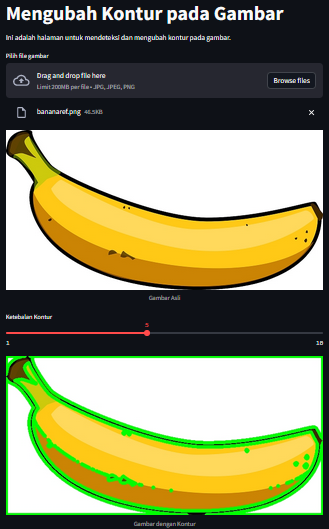 Mengubah Kontur pada Gambar
Ini adalah halaman untuk mendeteksi dan mengubah kontur pada gambar.
Pilih file gambar
Drag and drop file here
Limit 200MB per file • JPG, JPEG, PNG
Browse files
bananaref.png 46.5KB
Gambar Asli
Ketebalan Kontur
5
1 18
Gambar dengan Kontur